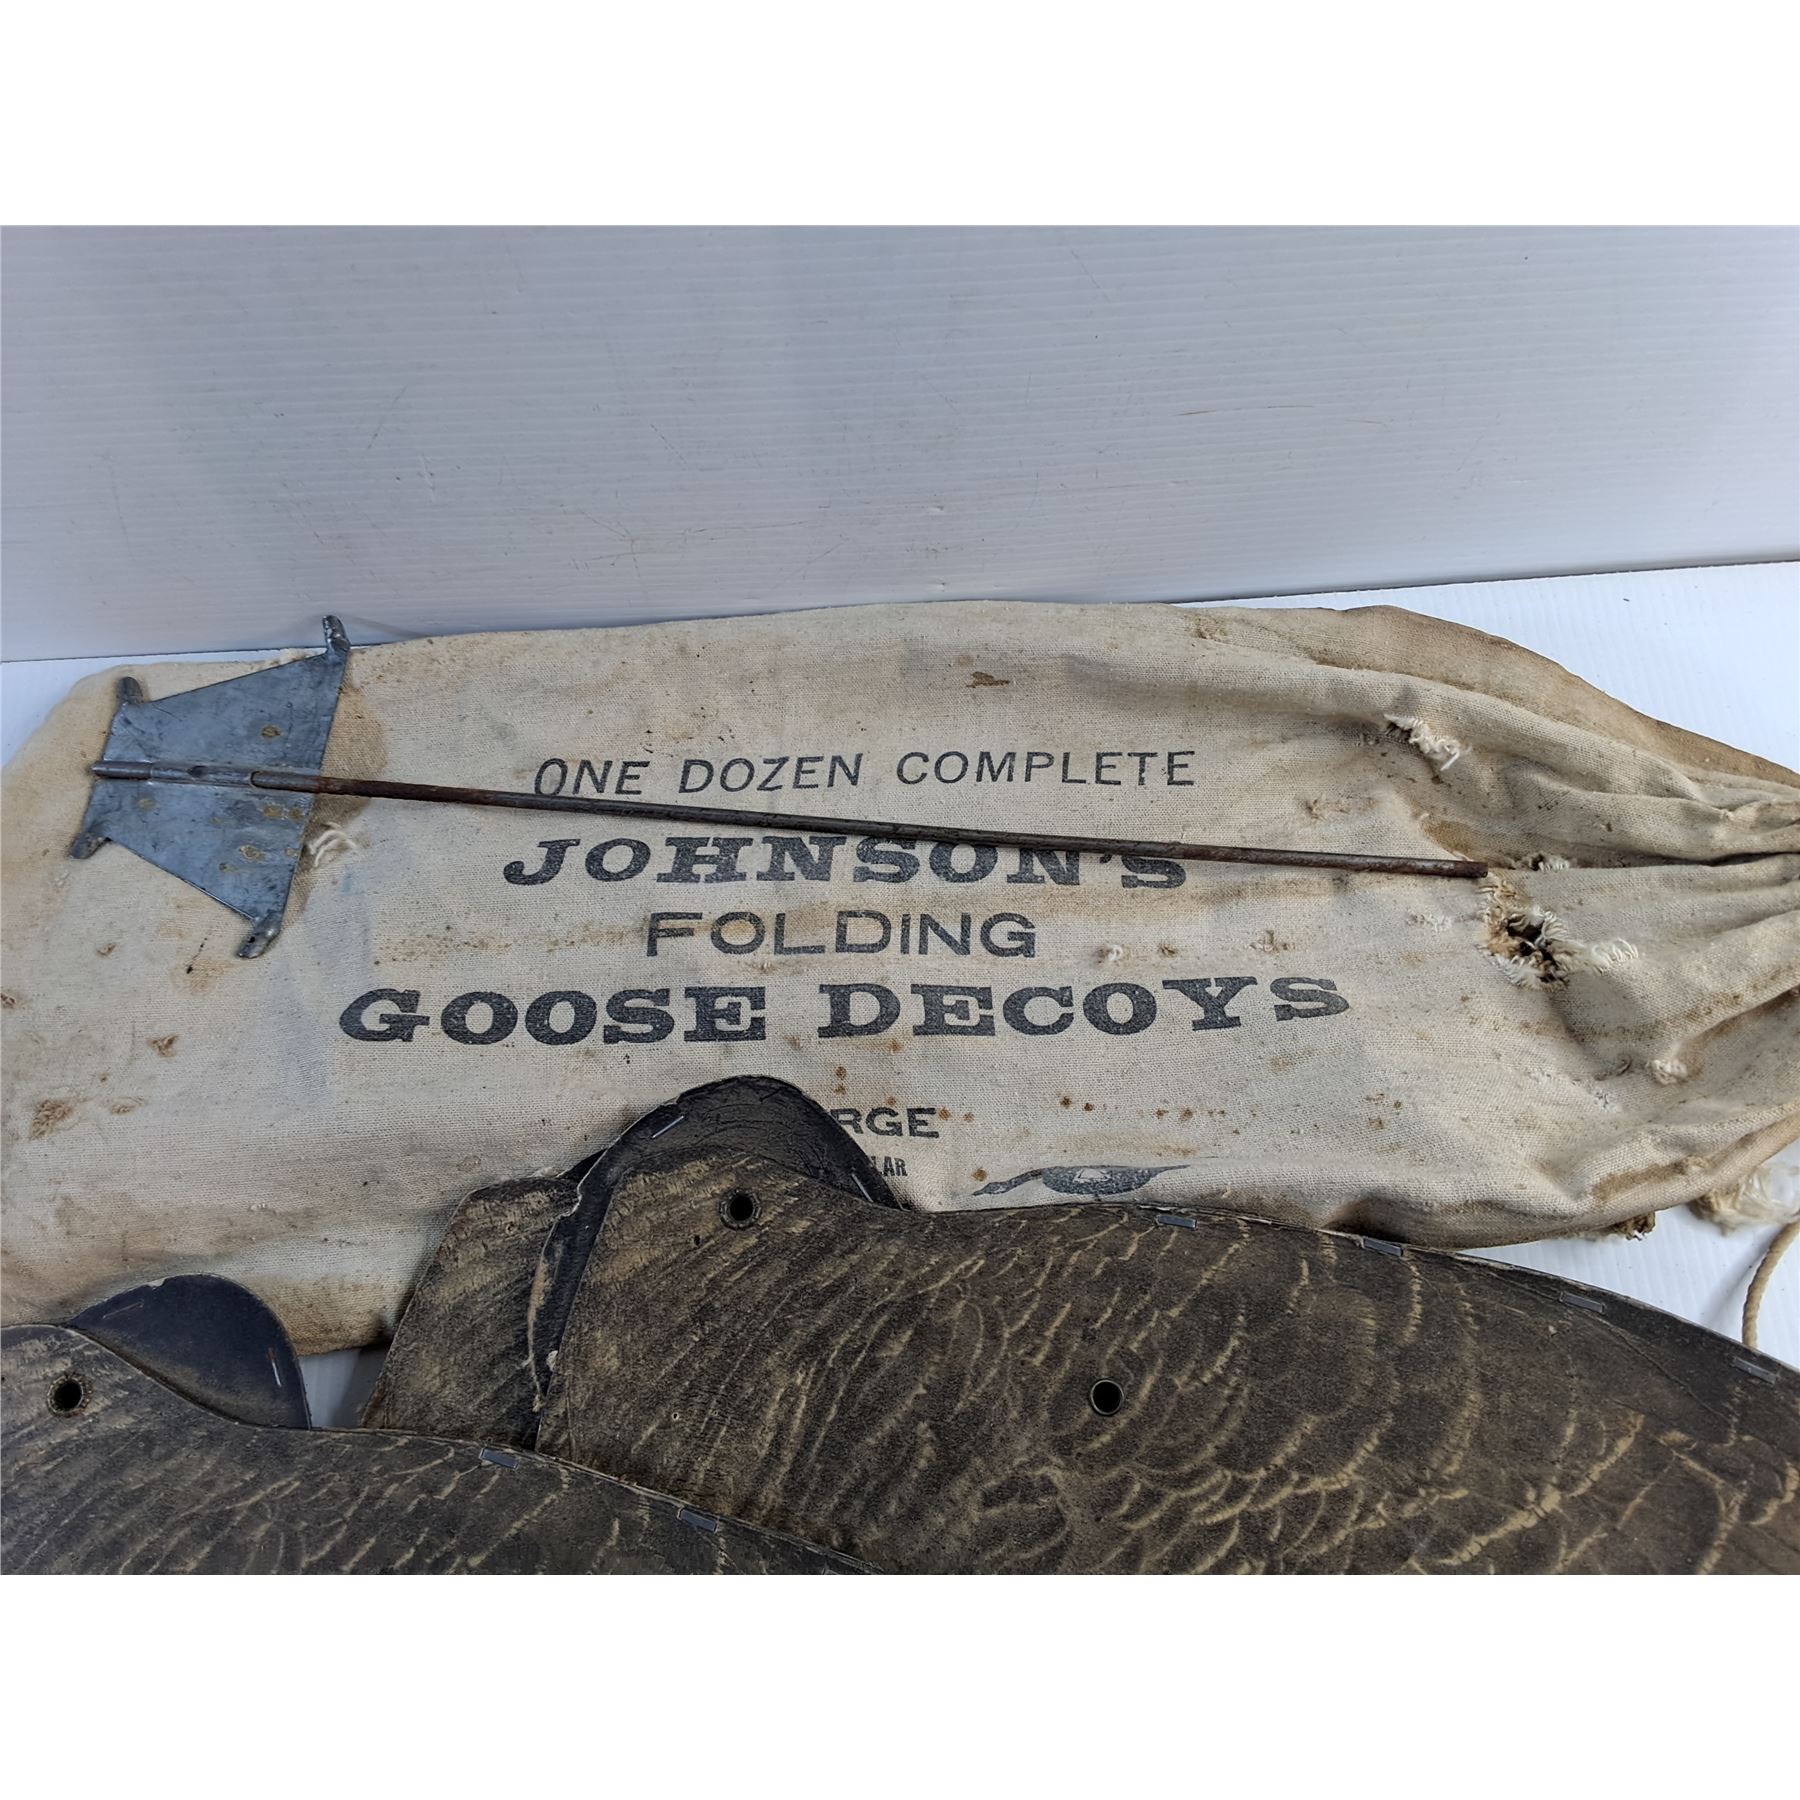 ONE DOZEN COMPLETE
JOHNSON'S
FOLDING
GOOSE DECOYS